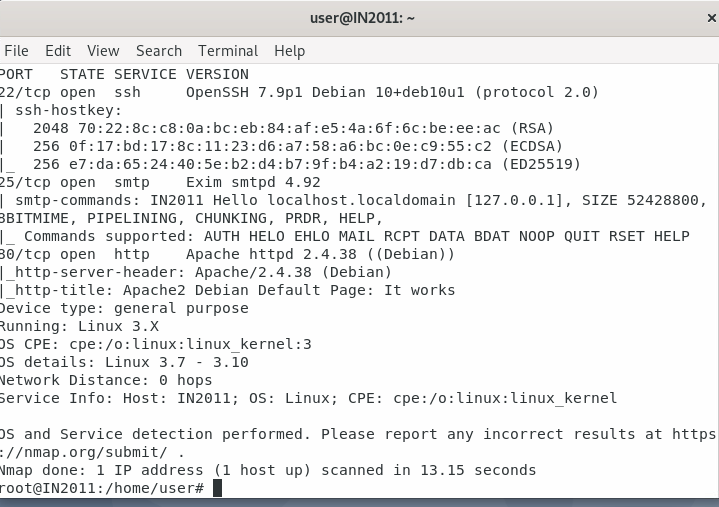 user@IN2011: ~
File Edit View Search Terminal Help
PORT   STATE SERVICE VERSION
22/tcp open  ssh     OpenSSH 7.9p1 Debian 10+deb10u1 (protocol 2.0)
| ssh-hostkey:
|   2048 70:22:8c:c8:0a:bc:eb:84:af:e5:4a:6f:6c:be:ee:ac (RSA)
|   256 0f:17:bd:17:8c:11:23:d6:a7:58:a6:bc:0e:c9:55:c2 (ECDSA)
|_  256 e7:da:65:24:40:5e:b2:d4:b7:9f:b4:a2:19:d7:db:ca (ED25519)
25/tcp open  smtp    Exim smtpd 4.92
| smtp-commands: IN2011 Hello localhost.localdomain [127.0.0.1], SIZE 52428800,
8BITMIME, PIPELINING, CHUNKING, PRDR, HELP,
|_ Commands supported: AUTH HELO EHLO MAIL RCPT DATA BDAT NOOP QUIT RSET HELP
80/tcp open  http    Apache httpd 2.4.38 ((Debian))
|_http-server-header: Apache/2.4.38 (Debian)
|_http-title: Apache2 Debian Default Page: It works
Device type: general purpose
Running: Linux 3.X
OS CPE: cpe:/o:linux:linux_kernel:3
OS details: Linux 3.7 - 3.10
Network Distance: 0 hops
Service Info: Host: IN2011; OS: Linux; CPE: cpe:/o:linux:linux_kernel

OS and Service detection performed. Please report any incorrect results at https
://nmap.org/submit/ .
Nmap done: 1 IP address (1 host up) scanned in 13.15 seconds
root@IN2011:/home/user#